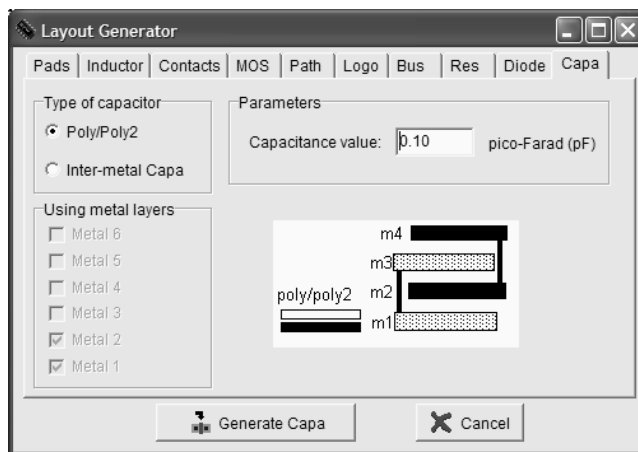 Layout Generator
Pads Inductor Contacts MOS Path Logo Bus Res Diode Capa
Type of capacitor
Poly/Poly2
Inter-metal Capa
Parameters
Capacitance value: 0.10 pico-Farad (pF)
Using metal layers
Metal 6
Metal 5
Metal 4
Metal 3
Metal 2
Metal 1
m4
m3
poly/poly2 m2
m1
Generate Capa Cancel